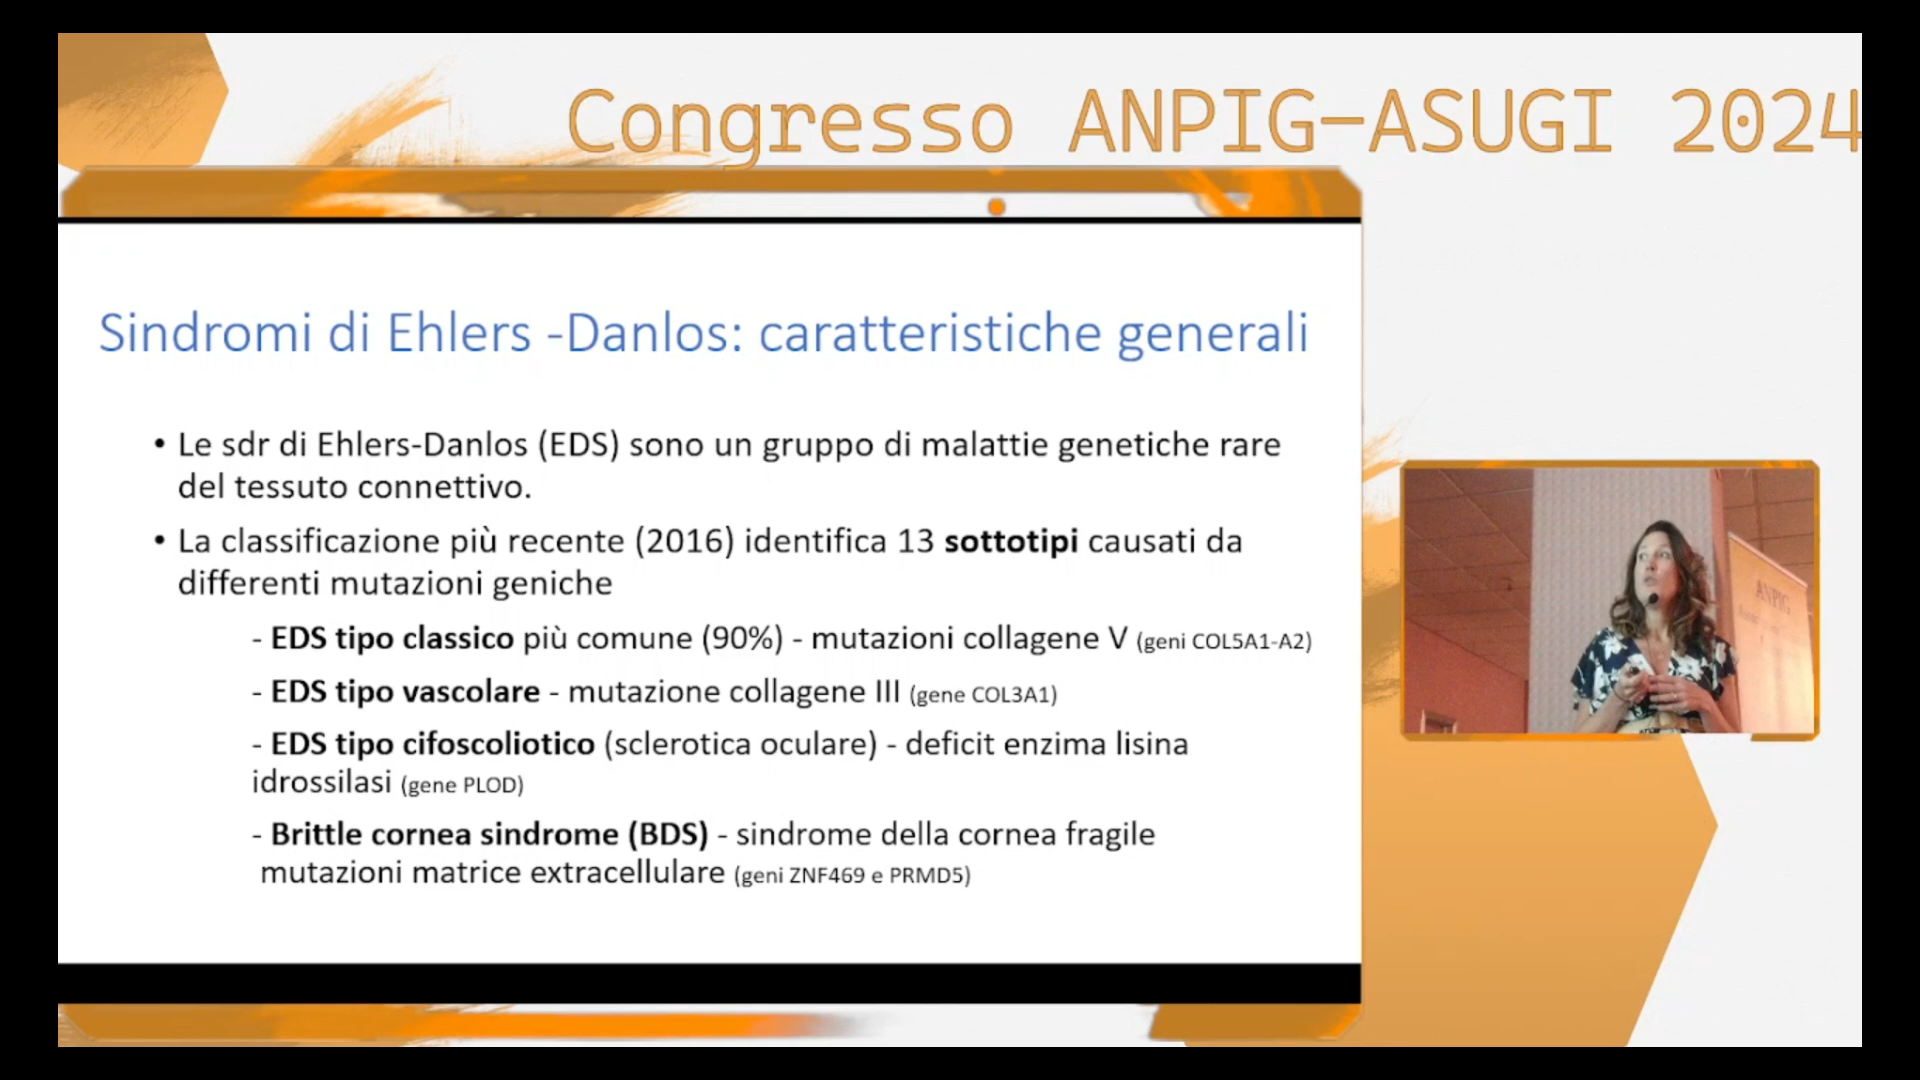 Congresso ANPIG-ASUGI 2024
Sindromi di Ehlers -Danlos: caratteristiche generali
• Le sdr di Ehlers-Danlos (EDS) sono un gruppo di malattie genetiche rare
del tessuto connettivo.
• La classificazione più recente (2016) identifica 13 sottotipi causati da
differenti mutazioni geniche
- EDS tipo classico più comune (90%) - mutazioni collagene V (geni COL5A1-A2)
- EDS tipo vascolare - mutazione collagene III (gene COL3A1)
- EDS tipo cifoscoliotico (sclerotica oculare) - deficit enzima lisina
idrossilasi (gene PLOD)
- Brittle cornea sindrome (BDS) - sindrome della cornea fragile
mutazioni matrice extracellulare (geni ZNF469 e PRMD5)
ANPIG